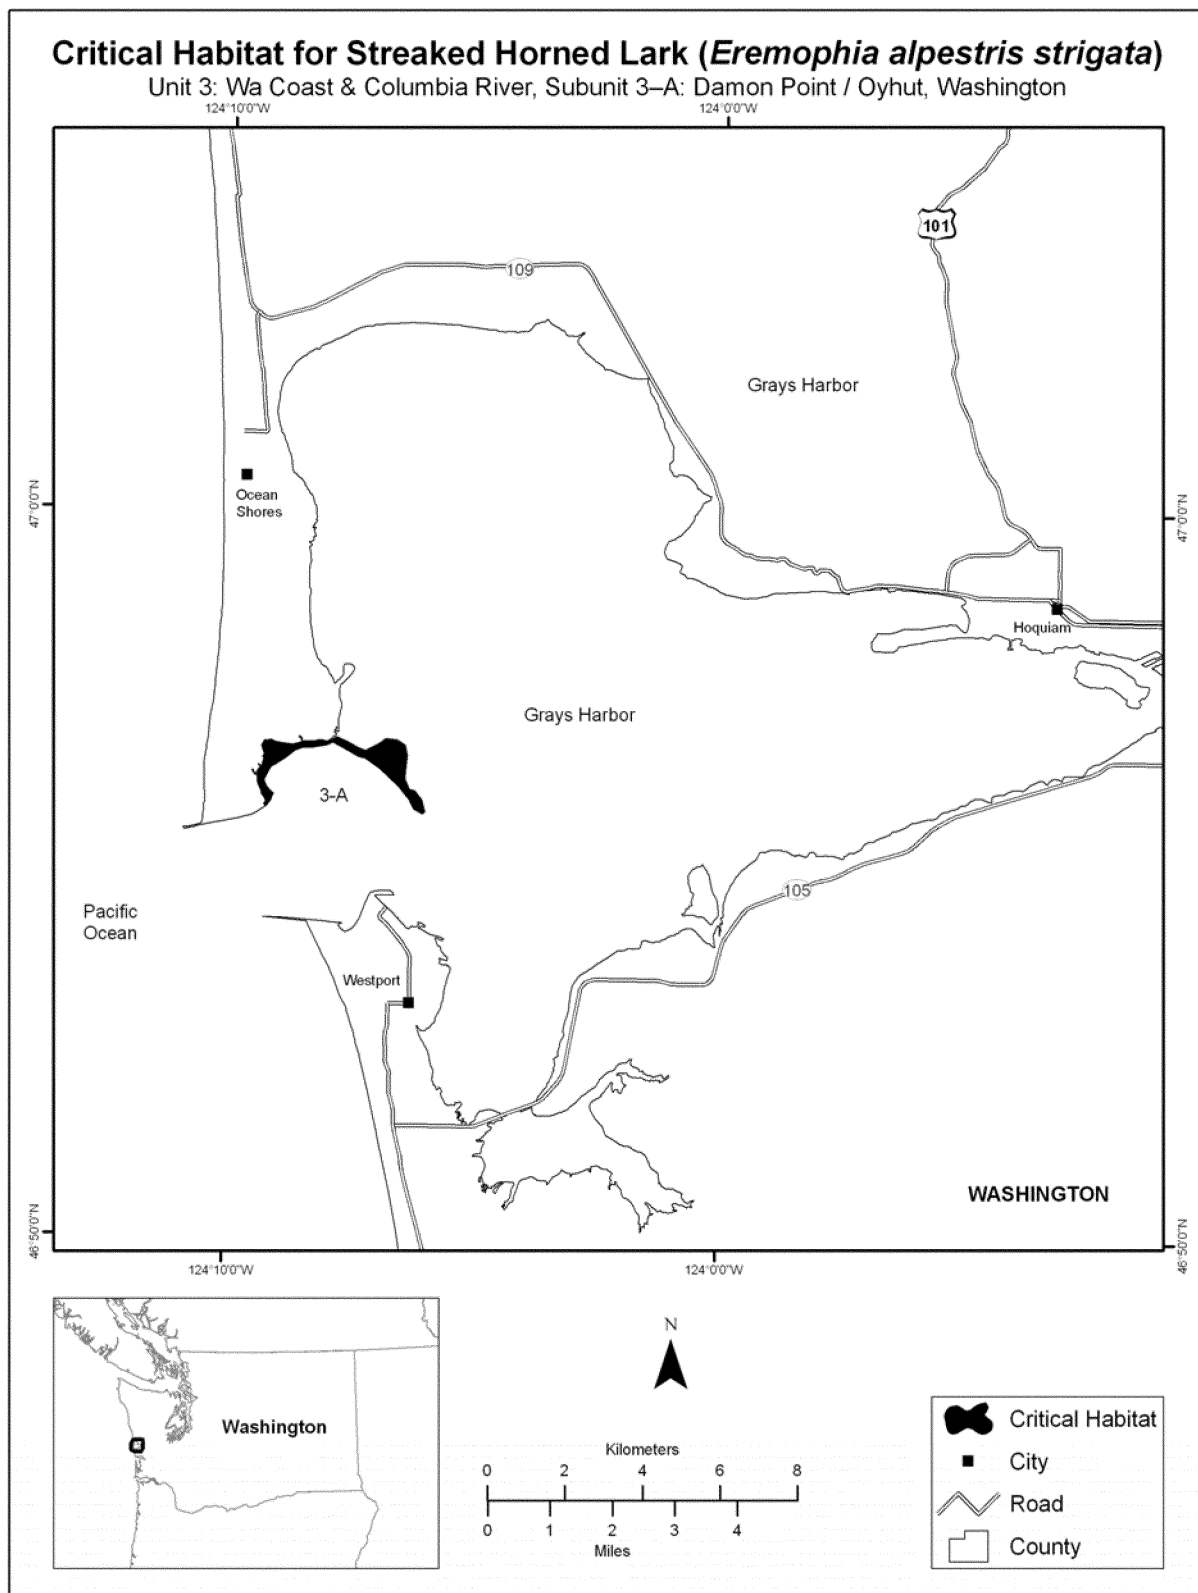 Critical Habitat for Streaked Horned Lark (Eremophia alpestris strigata)
Unit 3: Wa Coast & Columbia River, Subunit 3–A: Damon Point / Oyhut, Washington
124°10'0"W
124°0'0"W
101
109
Grays Harbor
47°0'0"N
47°0'0"N
Ocean
Shores
Hoquiam
Grays Harbor
3-A
105
Pacific
Ocean
Westport
WASHINGTON
46°50'0"N
46°50'0"N
124°10'0"W
124°0'0"W
N
Washington
Kilometers
0 2 4 6 8
0 1 2 3 4
Miles
Critical Habitat
City
Road
County